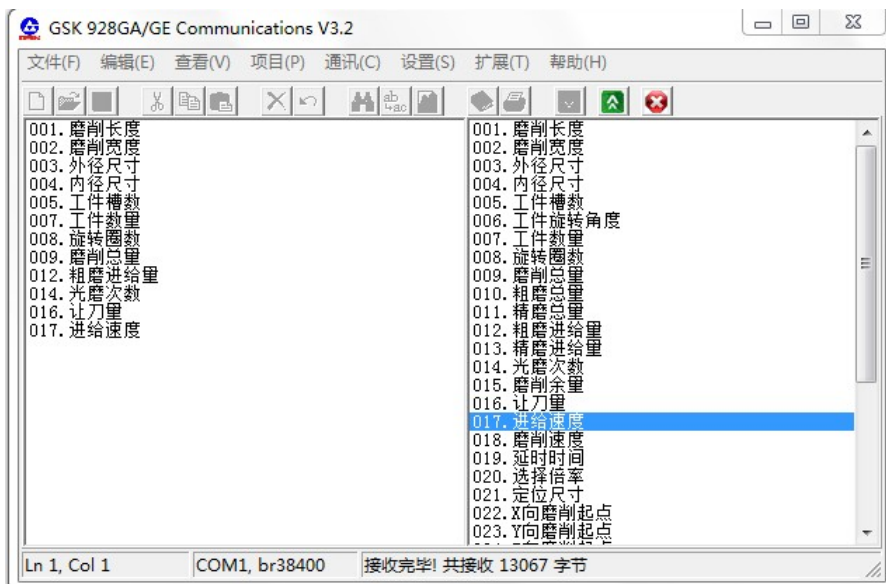 GSK 928GA/GE Communications V3.2
文件(F) 编辑(E) 查看(V) 项目(P) 通讯(C) 设置(S) 扩展(T) 帮助(H)
001.磨削长度
002.磨削宽度
003.外径尺寸
004.内径尺寸
005.工件槽数
007.工件数量
008.旋转圈数
009.磨削总量
012.粗磨进给量
014.光磨次数
016.让刀量
017.进给速度
001.磨削长度
002.磨削宽度
003.外径尺寸
004.内径尺寸
005.工件槽数
006.工件旋转角度
007.工件数量
008.旋转圈数
009.磨削总量
010.粗磨总量
011.精磨总量
012.粗磨进给量
013.精磨进给量
014.光磨次数
015.磨削余量
016.让刀量
017.进给速度
018.磨削速度
019.延时时间
020.选择倍率
021.定位尺寸
022.X向磨削起点
023.Y向磨削起点
Ln 1, Col 1 COM1, br38400 接收完毕! 共接收 13067 字节